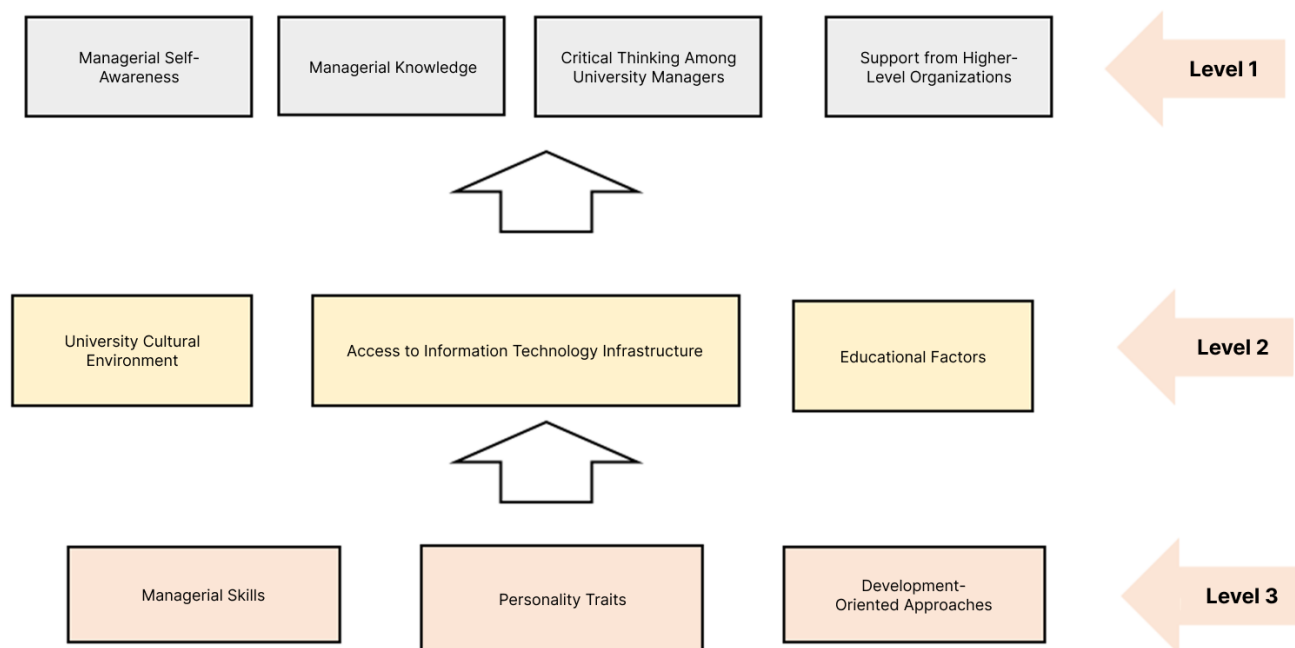 Managerial Self-
Awareness
Managerial Knowledge
Critical Thinking Among
University Managers
Support from Higher-
Level Organizations
Level 1
University Cultural
Environment
Access to Information Technology Infrastructure
Educational Factors
Level 2
Managerial Skills
Personality Traits
Development-
Oriented Approaches
Level 3